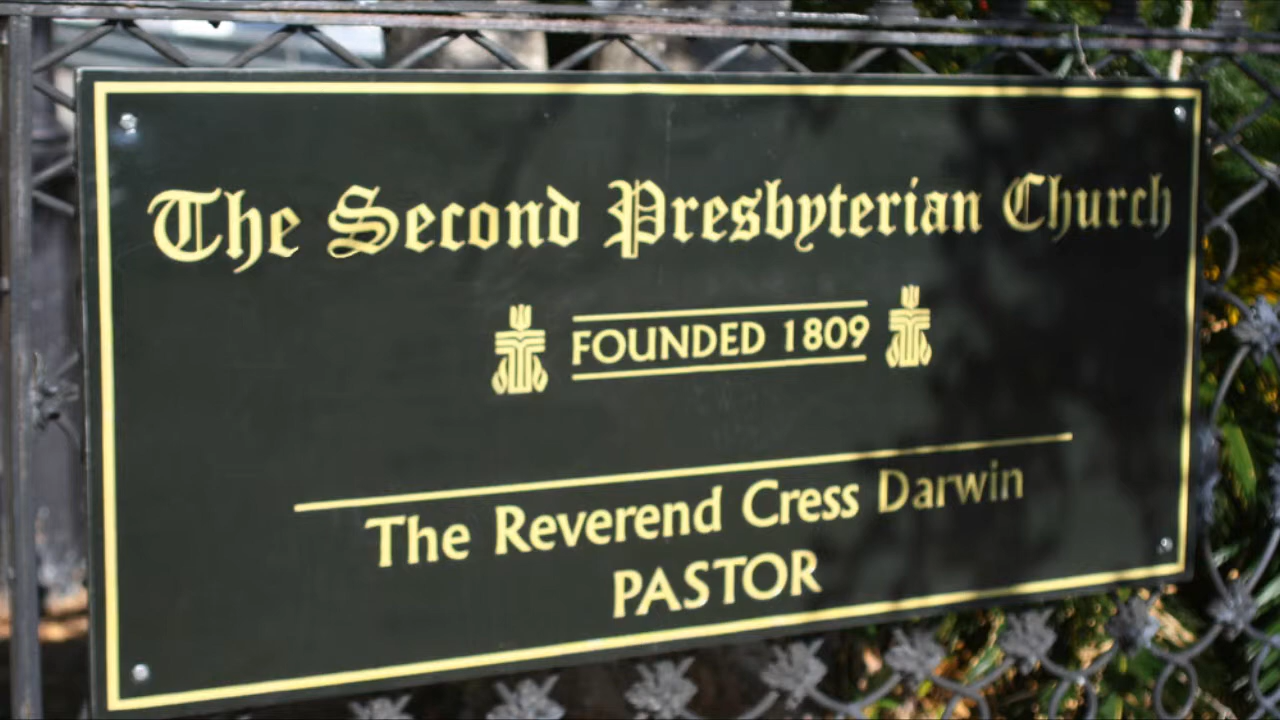 The Second Presbyterian Church
FOUNDED 1809
The Reverend Cress Darwin
PASTOR